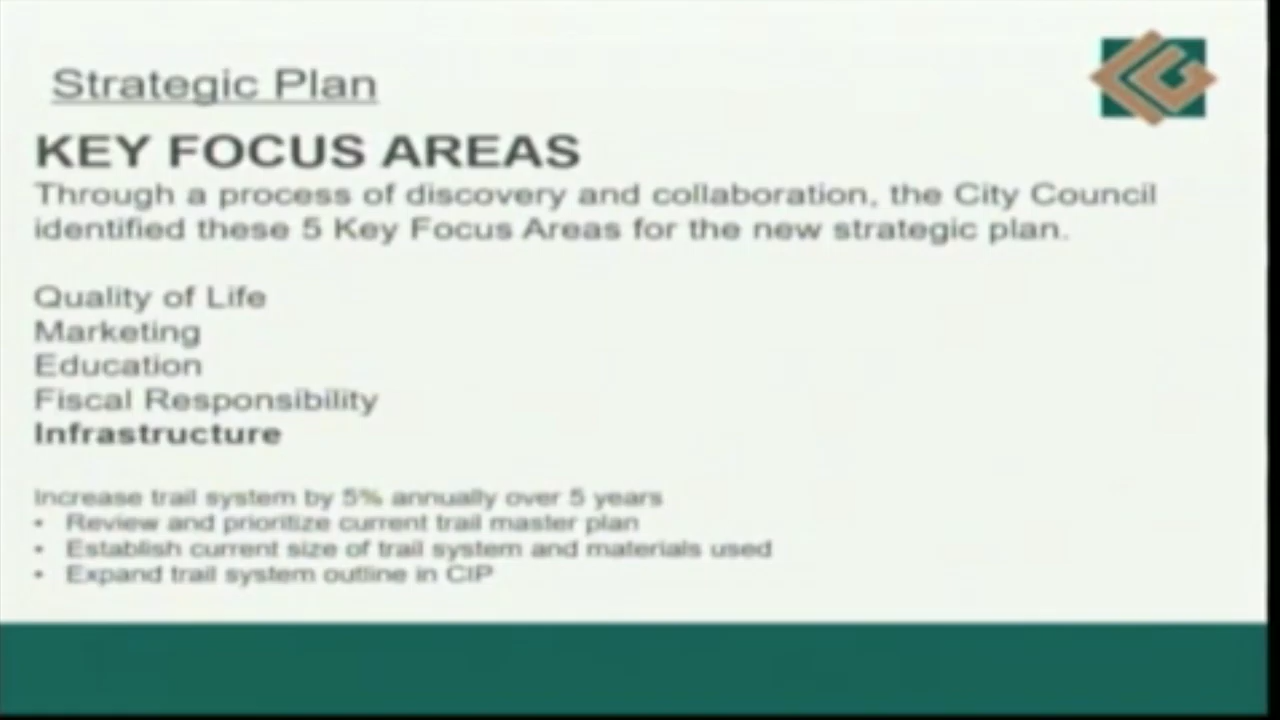 Strategic Plan
KEY FOCUS AREAS
Through a process of discovery and collaboration, the City Council
identified these 5 Key Focus Areas for the new strategic plan.
Quality of Life
Marketing
Education
Fiscal Responsibility
Infrastructure
Increase trail system by 5% annually over 5 years
• Review and prioritize current trail master plan
• Establish current size of trail system and materials used
• Expand trail system outline in CIP